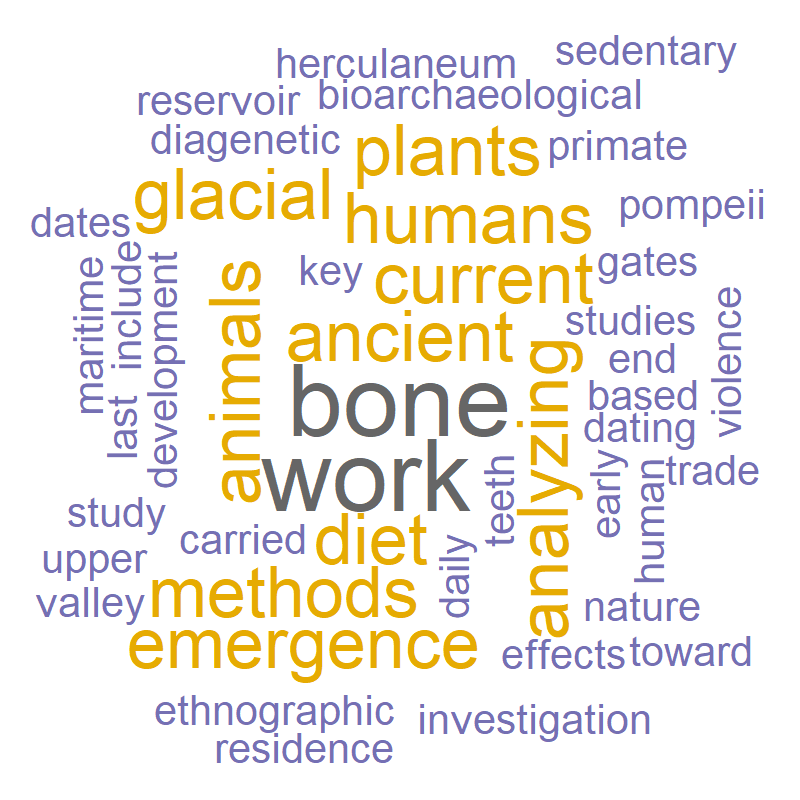 herculaneum
sedentary
reservoir
bioarchaeological
diagenetic
plants
primate
glacial
humans
pompeii
dates
key
current
gates
maritime
include
last
development
animals
ancient
studies
violence
end
bone
based
analyzing
dating
work
teeth
early
human
trade
study
carried
diet
daily
upper
valley
methods
nature
emergence
effects
toward
ethnographic
investigation
residence